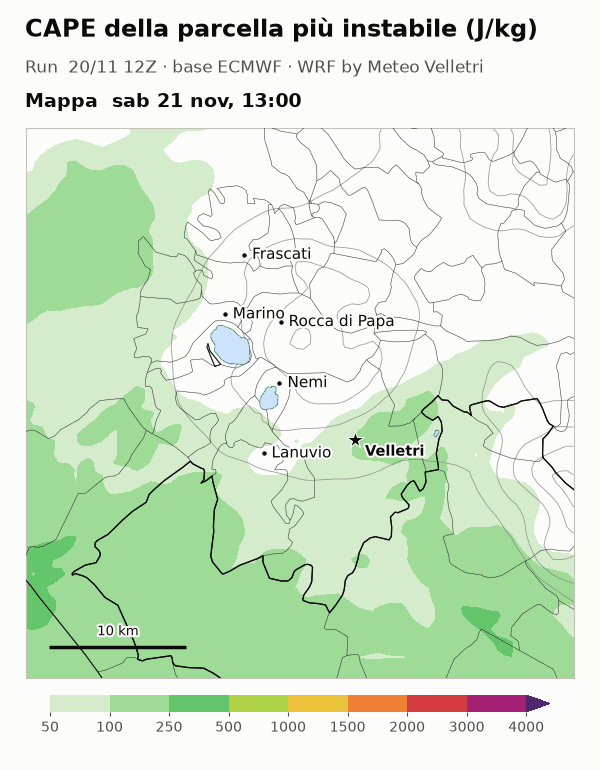 CAPE della parcella più instabile (J/kg)
Run  20/11 12Z · base ECMWF · WRF by Meteo Velletri
Mappa  sab 21 nov, 13:00
Frascati
Marino
Rocca di Papa
Nemi
Velletri
Lanuvio
10 km
50 100 250 500 1000 1500 2000 3000 4000